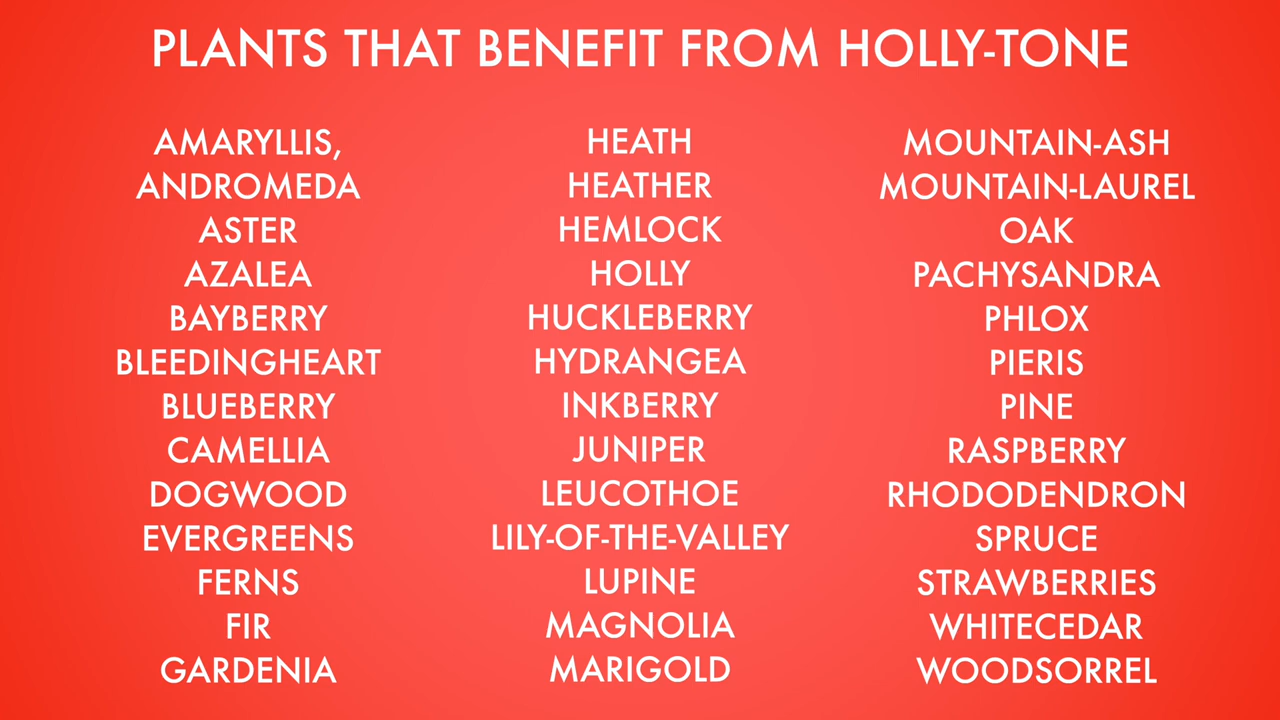 PLANTS THAT BENEFIT FROM HOLLY-TONE
AMARYLLIS,
ANDROMEDA
ASTER
AZALEA
BAYBERRY
BLEEDINGHEART
BLUEBERRY
CAMELLIA
DOGWOOD
EVERGREENS
FERNS
FIR
GARDENIA
HEATH
HEATHER
HEMLOCK
HOLLY
HUCKLEBERRY
HYDRANGEA
INKBERRY
JUNIPER
LEUCOTHOE
LILY-OF-THE-VALLEY
LUPINE
MAGNOLIA
MARIGOLD
MOUNTAIN-ASH
MOUNTAIN-LAUREL
OAK
PACHYSANDRA
PHLOX
PIERIS
PINE
RASPBERRY
RHODODENDRON
SPRUCE
STRAWBERRIES
WHITECEDAR
WOODSORREL